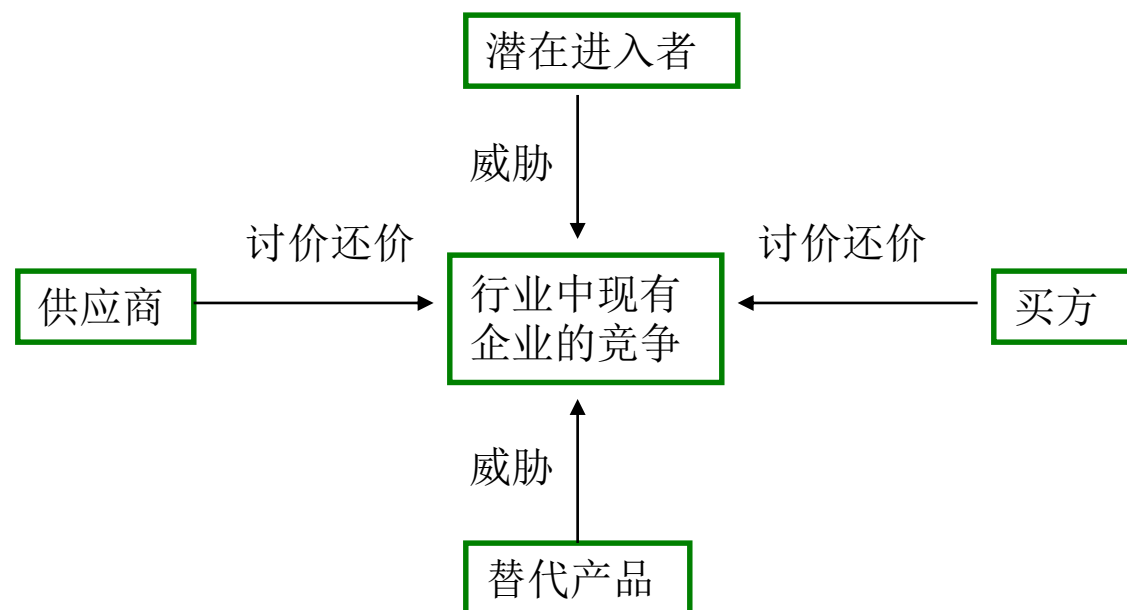 潜在进入者
威胁
讨价还价
讨价还价
供应商
行业中现有
企业的竞争
买方
威胁
替代产品